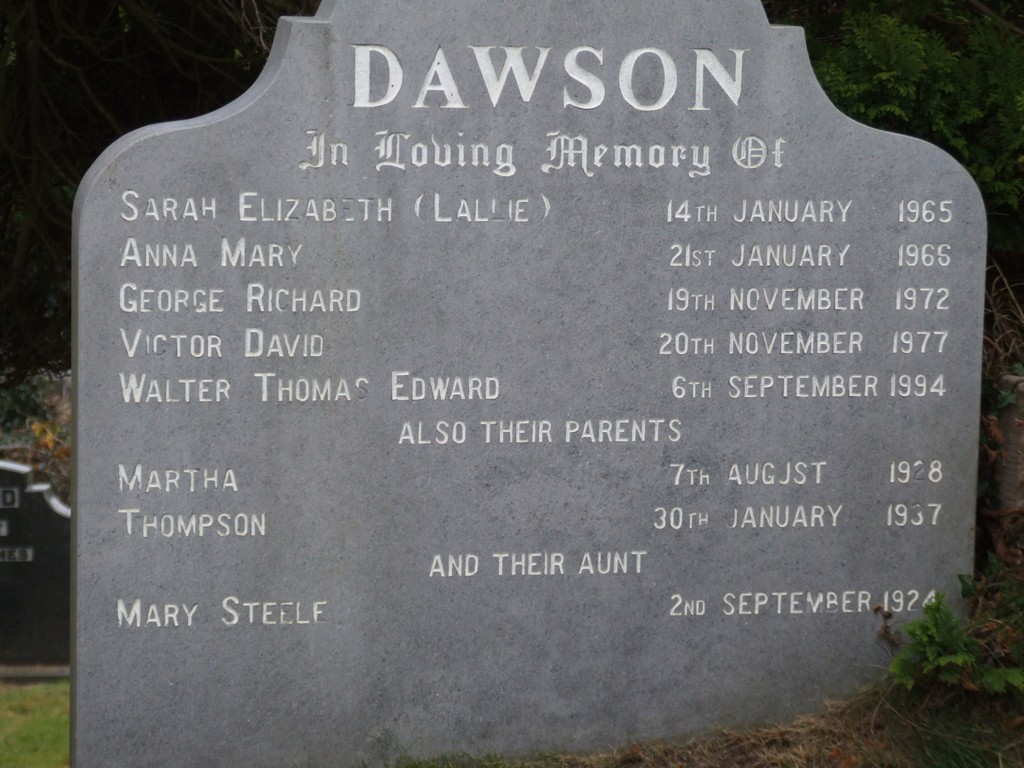 DAWSON
In Loving Memory Of
SARAH ELIZABETH (LALLIE) 14TH JANUARY 1965
ANNA MARY 21ST JANUARY 1966
GEORGE RICHARD 19TH NOVEMBER 1972
VICTOR DAVID 20TH NOVEMBER 1977
WALTER THOMAS EDWARD 6TH SEPTEMBER 1994
ALSO THEIR PARENTS
MARTHA 7TH AUGUST 1928
THOMPSON 30TH JANUARY 1937
AND THEIR AUNT
MARY STEELE 2ND SEPTEMBER 1924